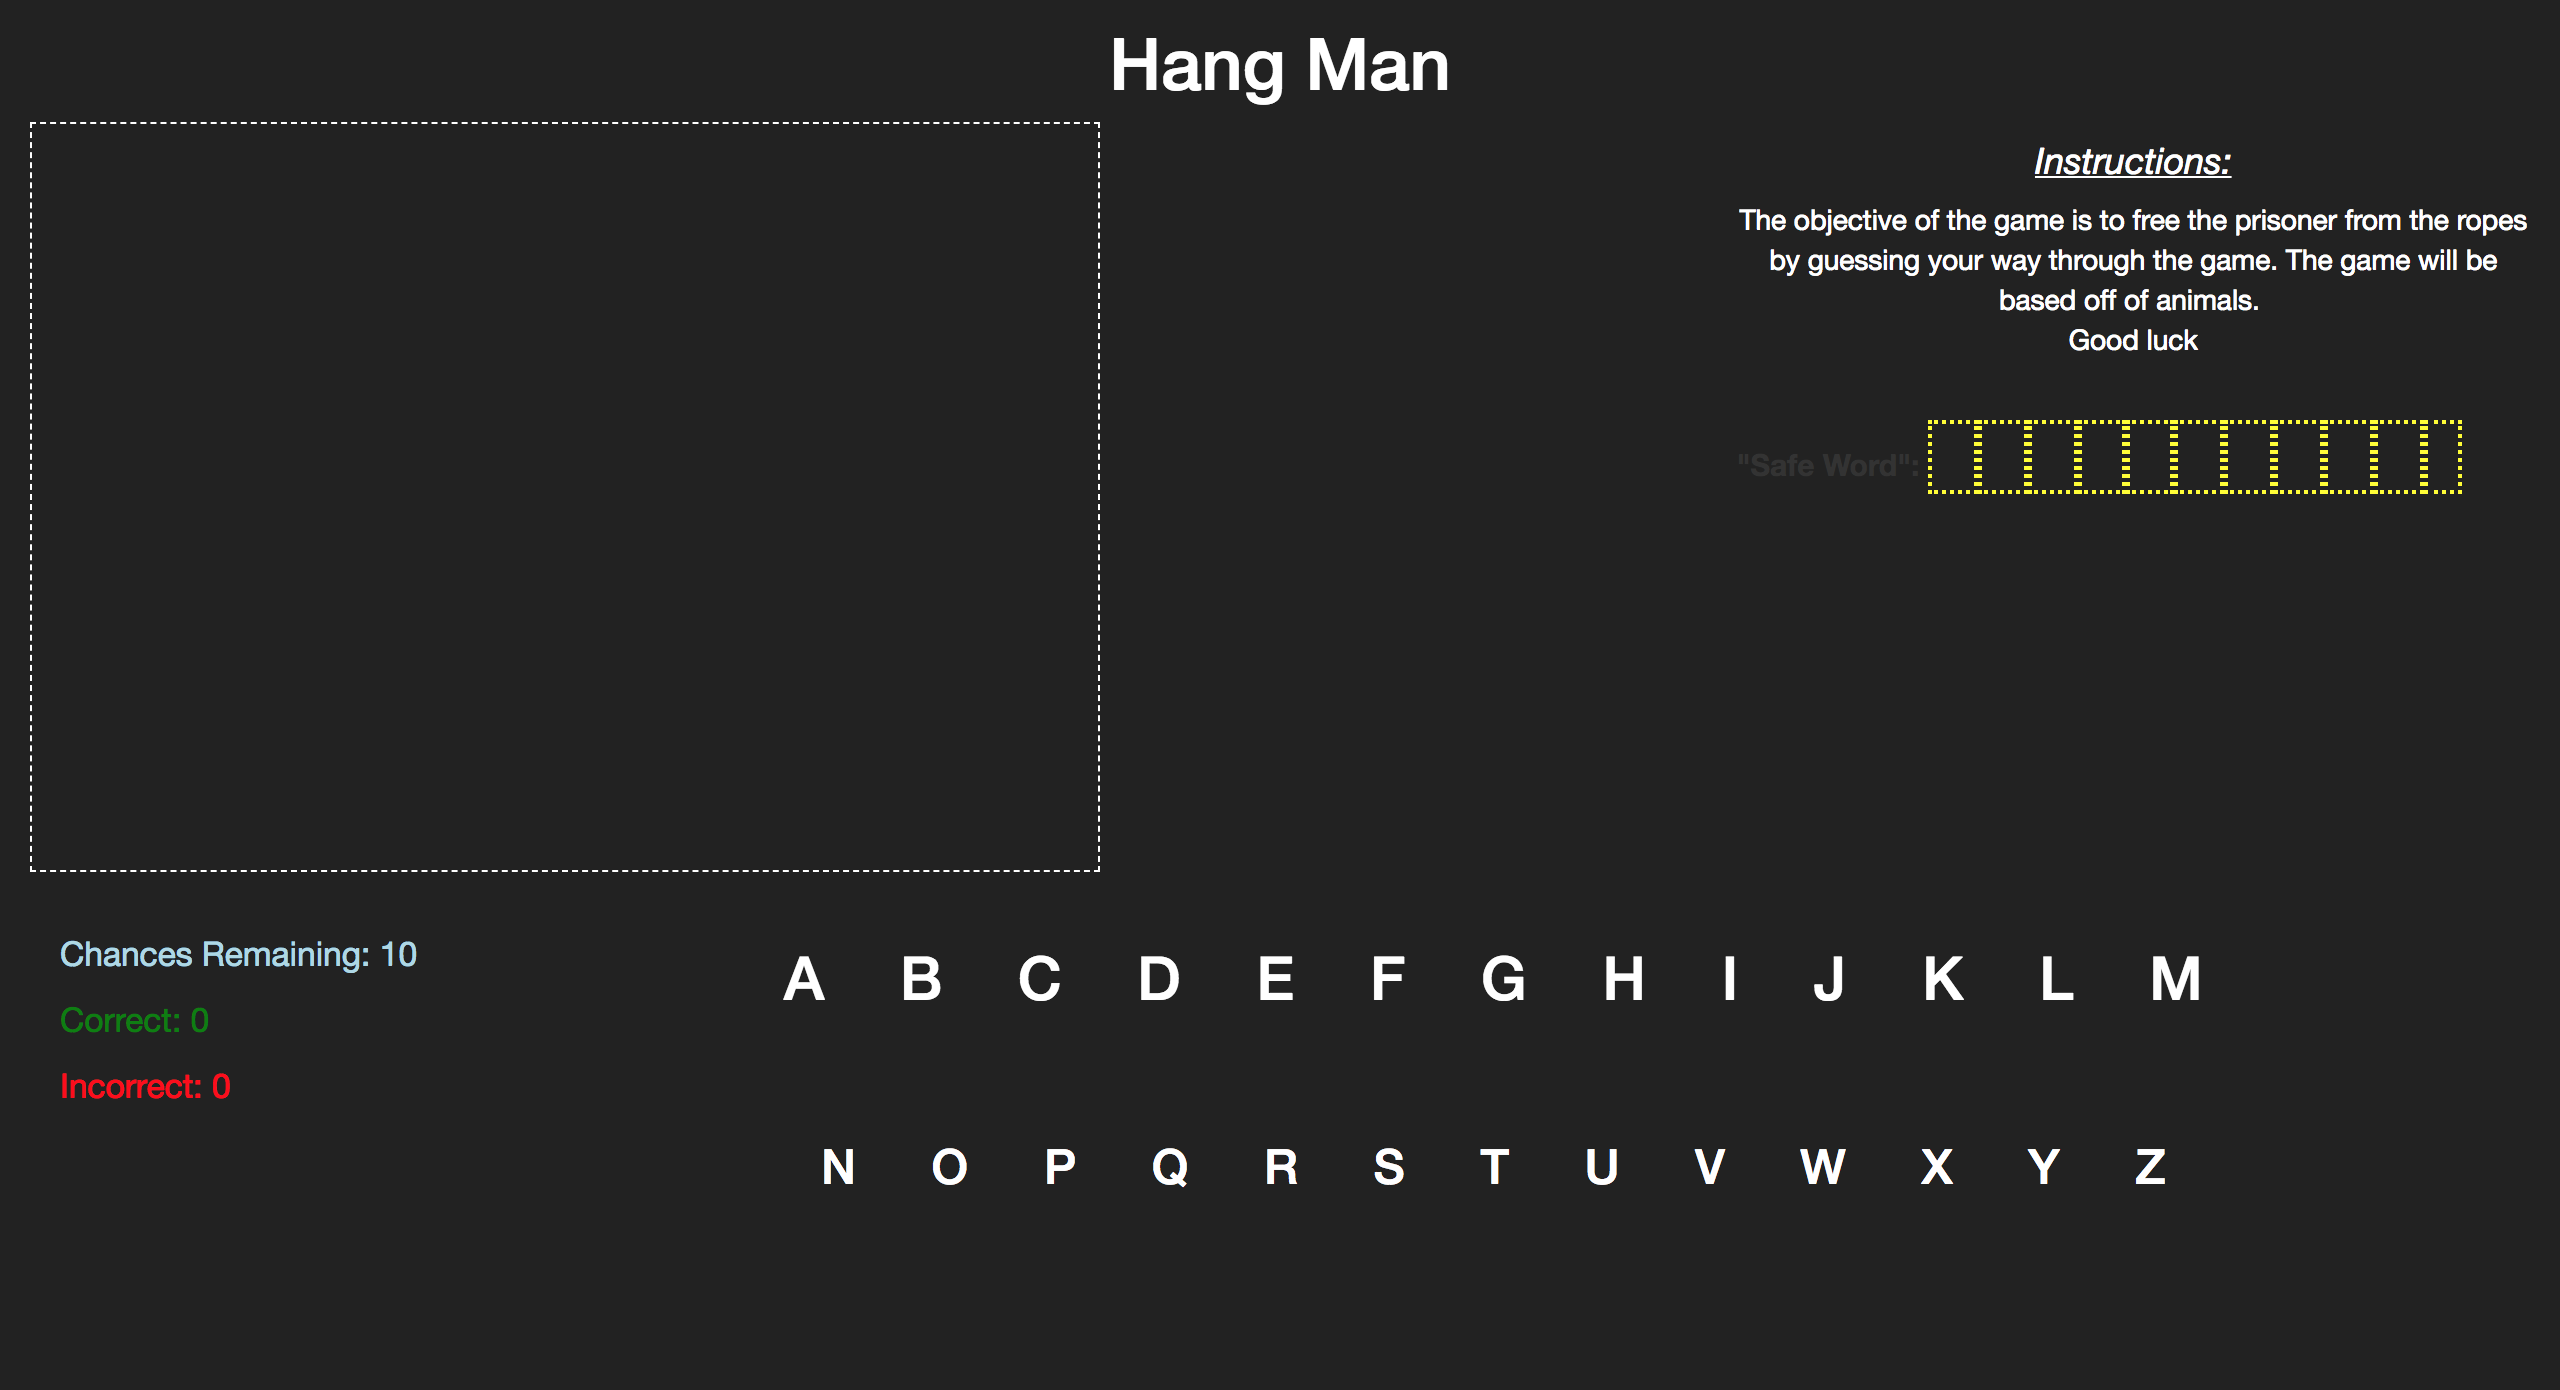 Hang Man
Instructions:
The objective of the game is to free the prisoner from the ropes
by guessing your way through the game. The game will be
based off of animals.
Good luck
"Safe Word":
Chances Remaining: 10
Correct: 0
Incorrect: 0
A B C D E F G H I J K L M
N O P Q R S T U V W X Y Z